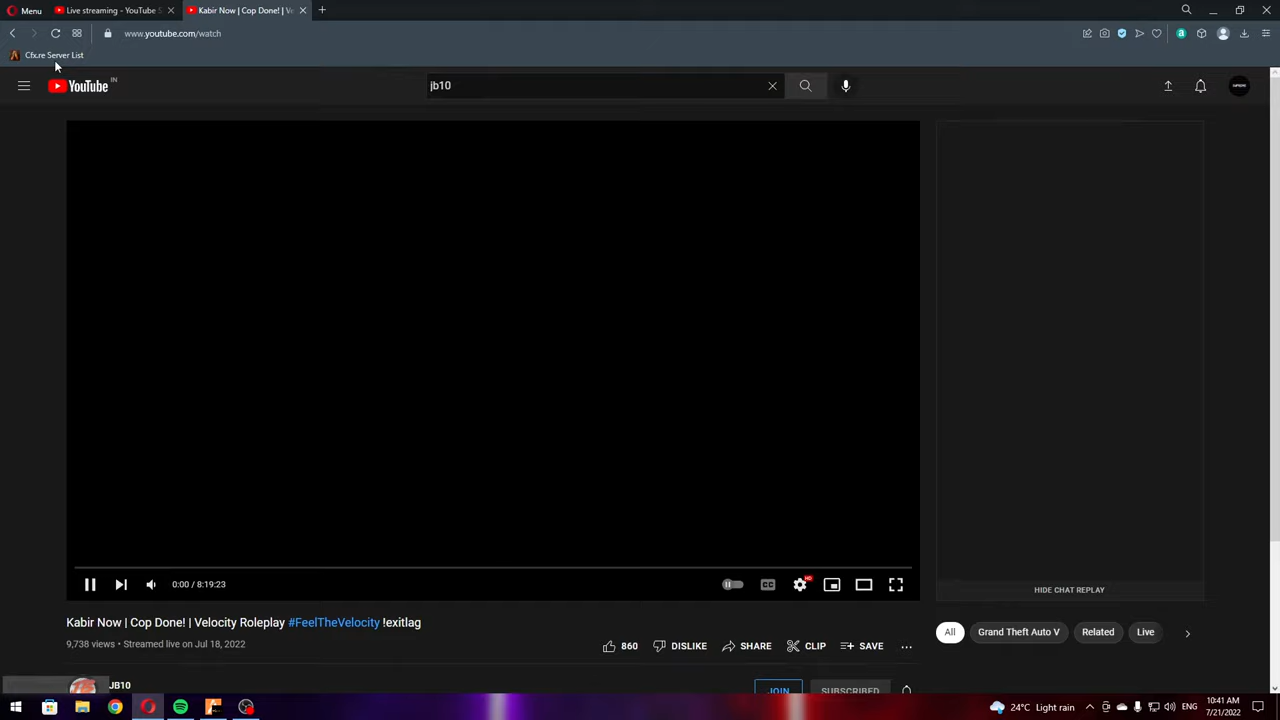 Menu
Live streaming - YouTube S
Kabir Now | Cop Done! | Ve
www.youtube.com/watch
Cfx.re Server List
YouTube IN
jb10
0:00 / 8:19:23
CC
HD
HIDE CHAT REPLAY
Kabir Now | Cop Done! | Velocity Roleplay #FeelTheVelocity !exitlag
9,738 views • Streamed live on Jul 18, 2022
860 DISLIKE SHARE CLIP SAVE
All Grand Theft Auto V Related Live
JB10
JOIN SUBSCRIBED
24°C Light rain
ENG
10:41 AM
7/21/2022